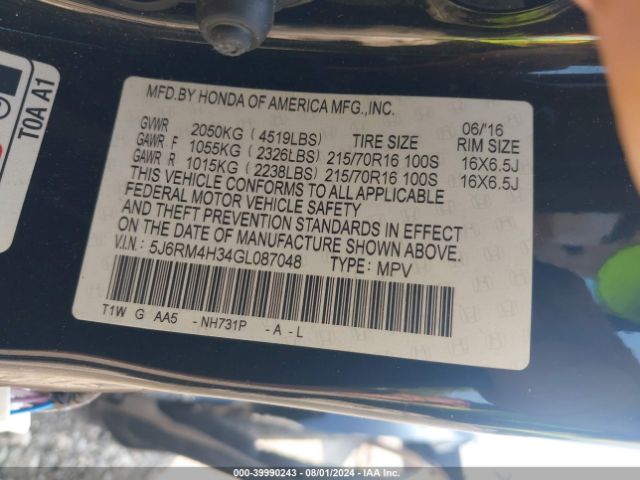 MFD.BY HONDA OF AMERICA MFG.,INC.
06/'16
GVWR 2050KG ( 4519LBS) TIRE SIZE RIM SIZE
GAWR F 1055KG ( 2326LBS) 215/70R16 100S 16X6.5J
GAWR R 1015KG ( 2238LBS) 215/70R16 100S 16X6.5J
THIS VEHICLE CONFORMS TO ALL APPLICABLE
FEDERAL MOTOR VEHICLE SAFETY
AND THEFT PREVENTION STANDARDS IN EFFECT
ON THE DATE OF MANUFACTURE SHOWN ABOVE.
V.I.N.: 5J6RM4H34GL087048 TYPE: MPV
T1W G AA5 -NH731P -A-L
T0A A1
000-39990243 - 08/01/2024 - IAA Inc.